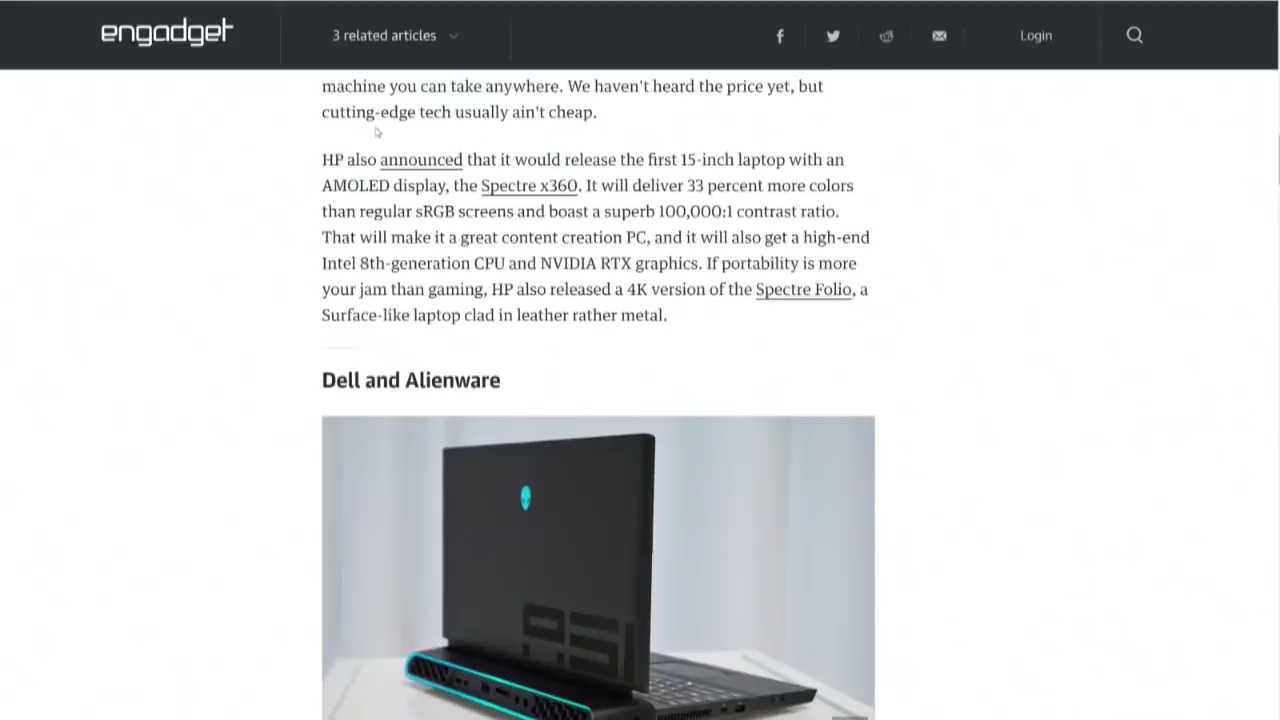 engadget
3 related articles
Login
machine you can take anywhere. We haven't heard the price yet, but
cutting-edge tech usually ain't cheap.
HP also announced that it would release the first 15-inch laptop with an
AMOLED display, the Spectre x360. It will deliver 33 percent more colors
than regular sRGB screens and boast a superb 100,000:1 contrast ratio.
That will make it a great content creation PC, and it will also get a high-end
Intel 8th-generation CPU and NVIDIA RTX graphics. If portability is more
your jam than gaming, HP also released a 4K version of the Spectre Folio, a
Surface-like laptop clad in leather rather metal.
Dell and Alienware
A51